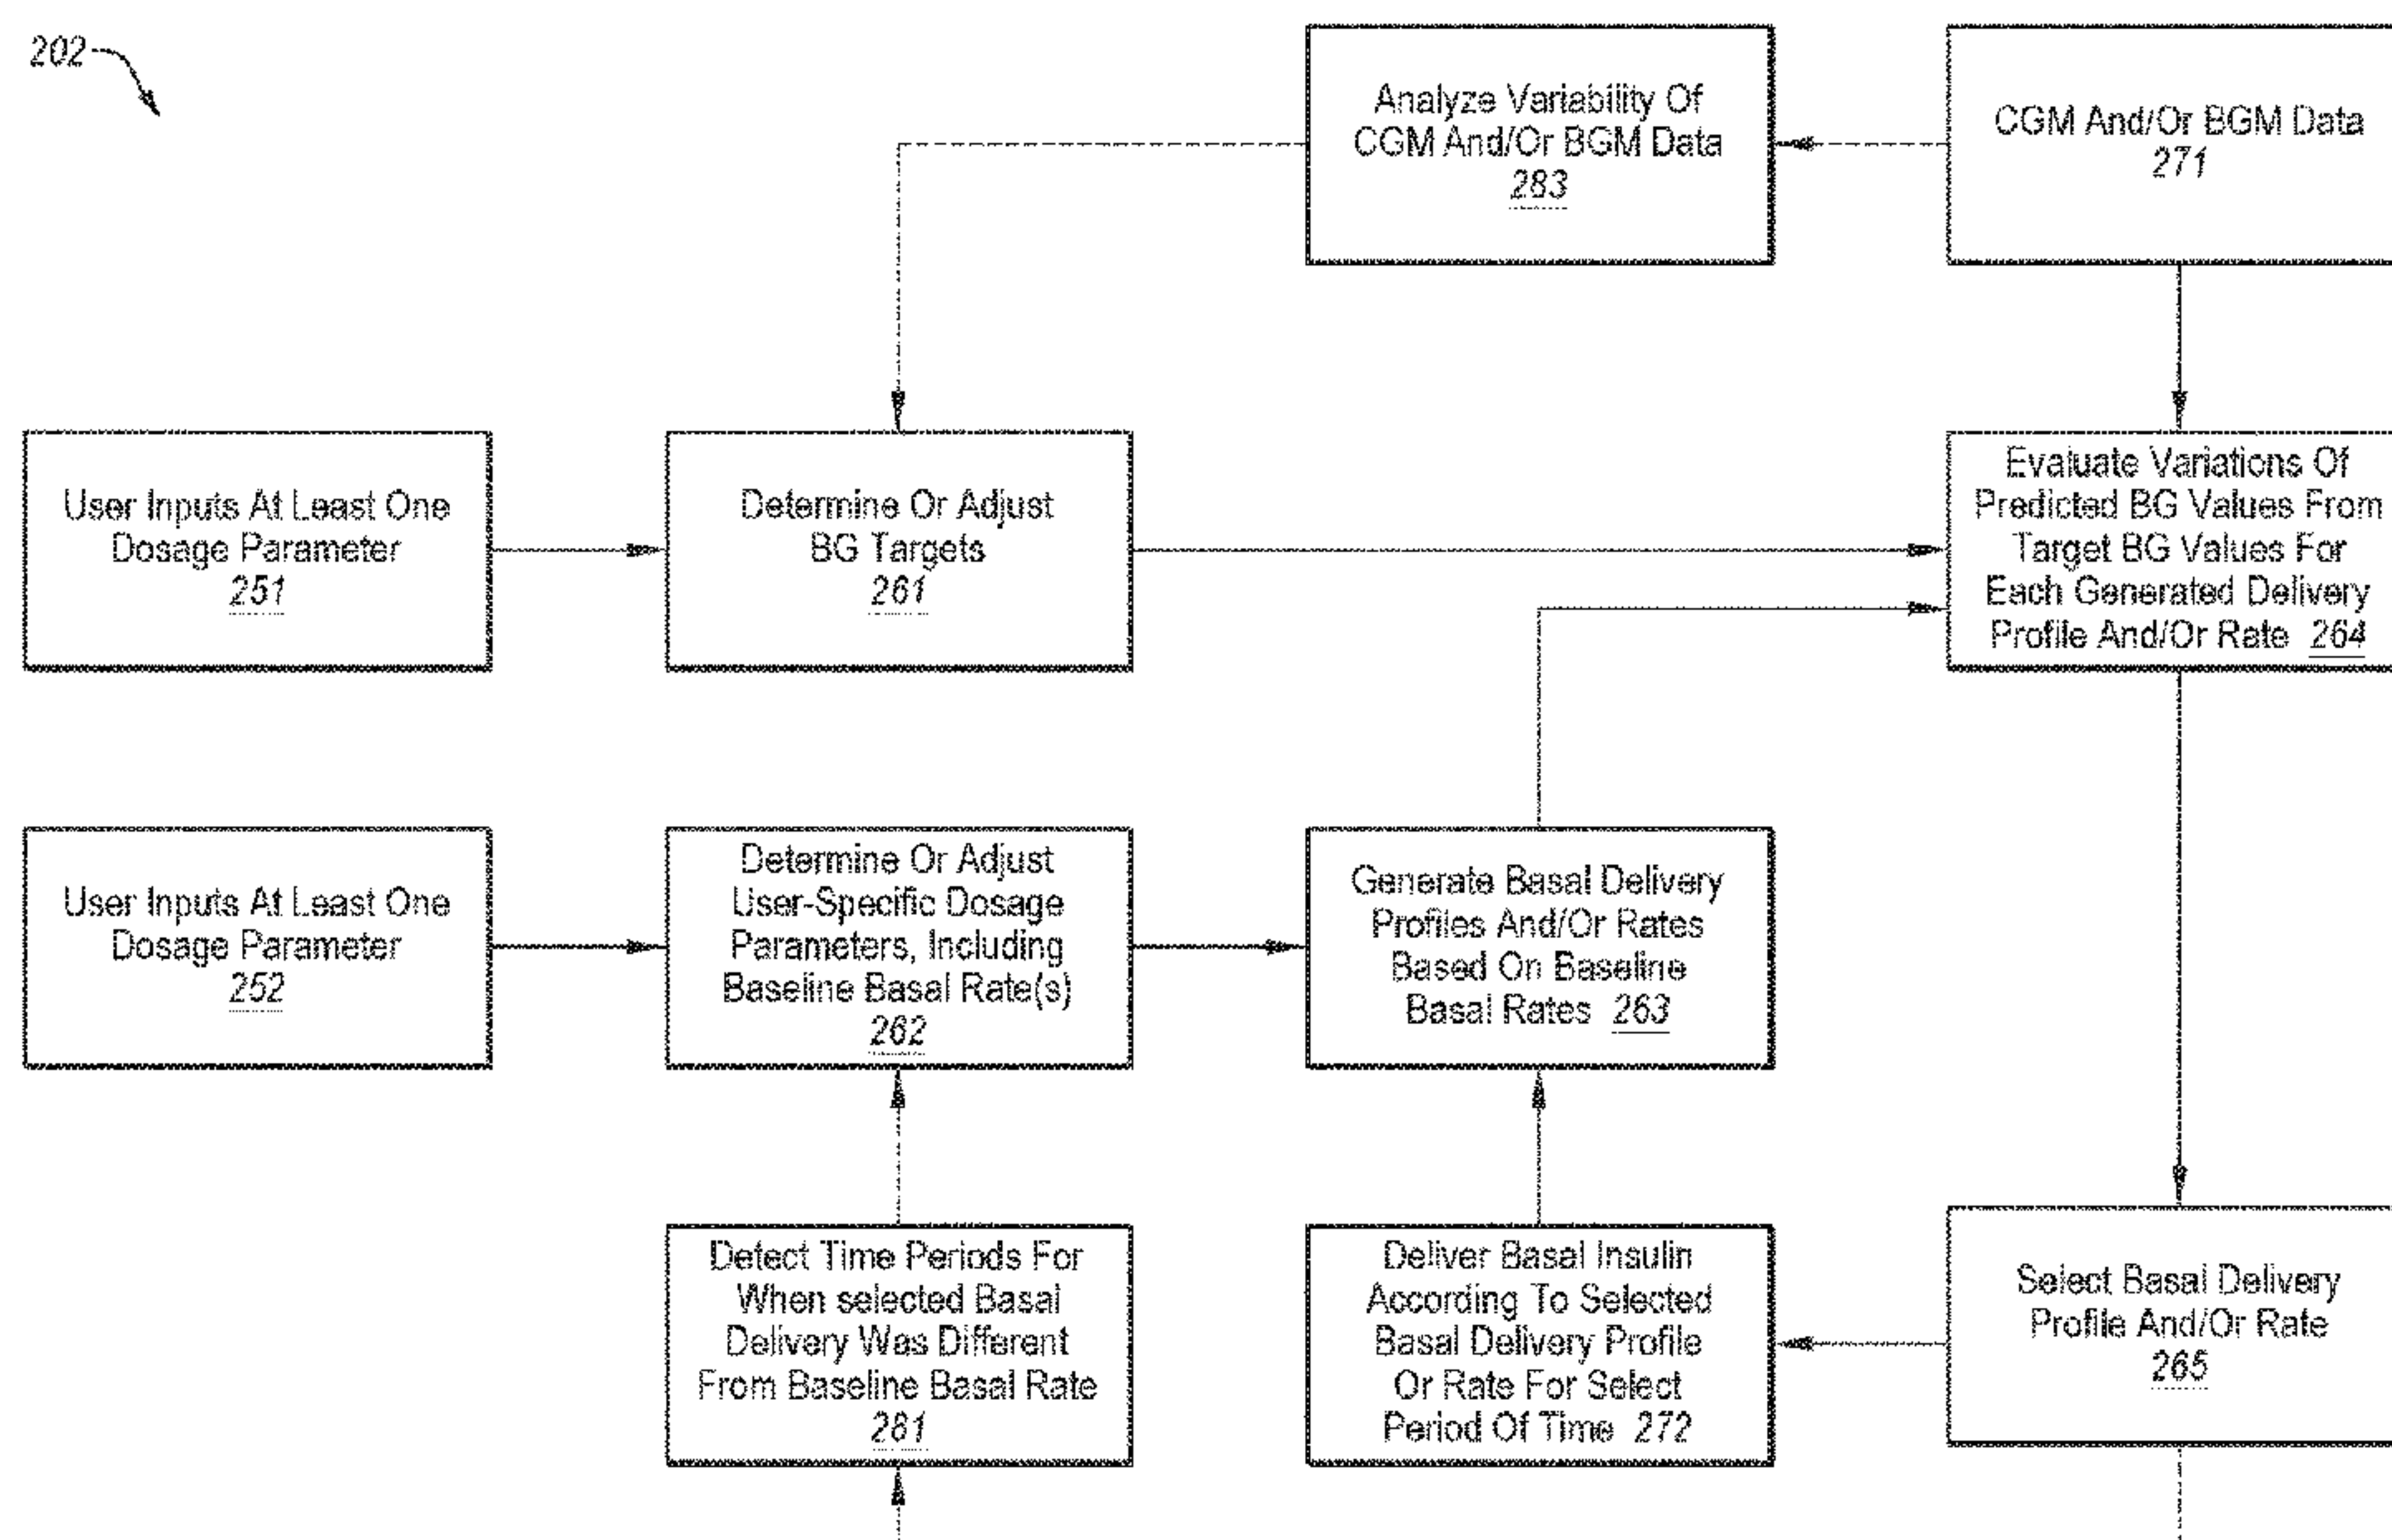 202
Analyze Variability Of
CGM And/Or BGM Data
283
CGM And/Or BGM Data
271
User Inputs At Least One
Dosage Parameter
251
Determine Or Adjust
BG Targets
261
Evaluate Variations Of
Predicted BG Values From
Target BG Values For
Each Generated Delivery
Profile And/Or Rate 264
User Inputs At Least One
Dosage Parameter
252
Determine Or Adjust
User-Specific Dosage
Parameters, Including
Baseline Basal Rate(s)
262
Generate Basal Delivery
Profiles And/Or Rates
Based On Baseline
Basal Rates 263
Detect Time Periods For
When selected Basal
Delivery Was Different
From Baseline Basal Rate
281
Deliver Basal Insulin
According To Selected
Basal Delivery Profile
Or Rate For Select
Period Of Time 272
Select Basal Delivery
Profile And/Or Rate
265